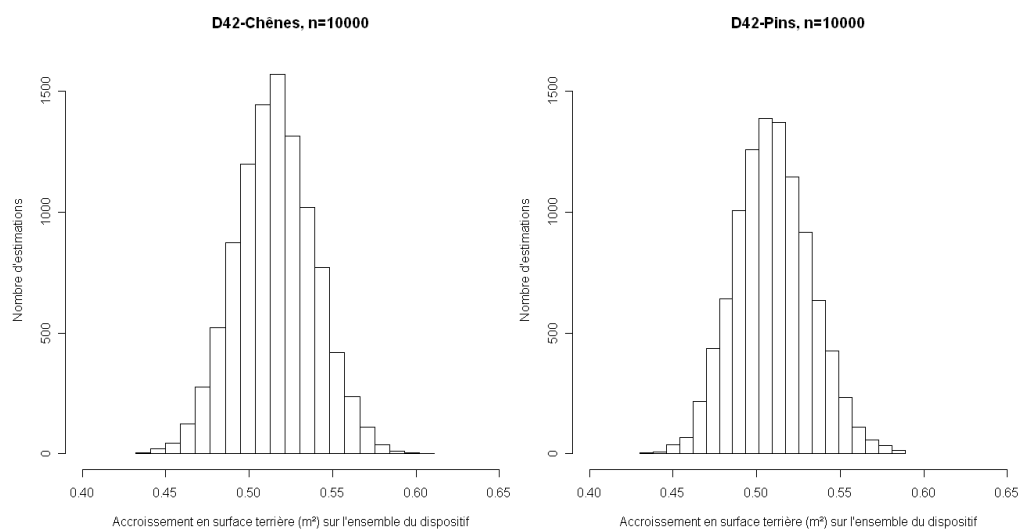 D42-Chênes, n=10000
Nombre d'estimations
1500
1000
500
0
0.40 0.45 0.50 0.55 0.60 0.65
Accroissement en surface terrière (m²) sur l'ensemble du dispositif
D42-Pins, n=10000
Nombre d'estimations
1500
1000
500
0
0.40 0.45 0.50 0.55 0.60 0.65
Accroissement en surface terrière (m²) sur l'ensemble du dispositif